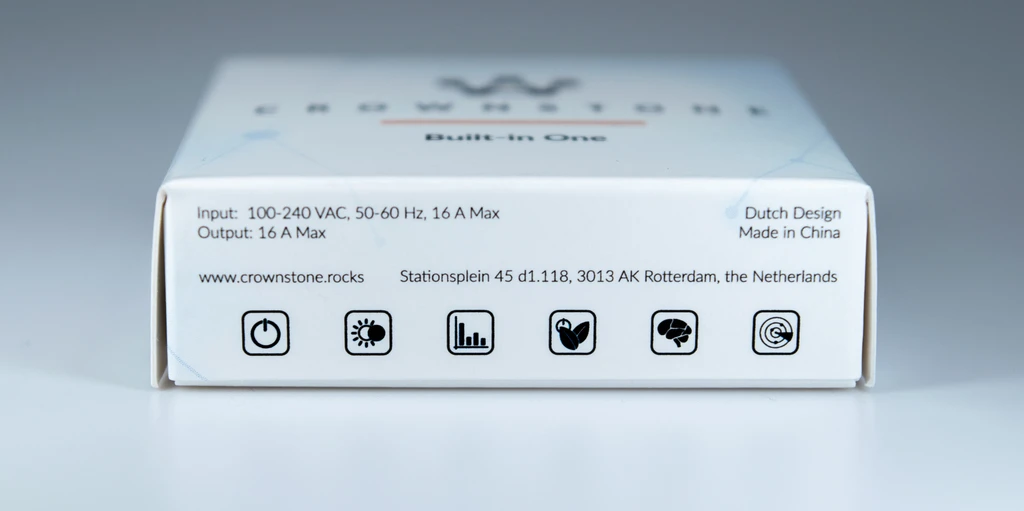 CROWNSTONE
Built-in One
Input: 100-240 VAC, 50-60 Hz, 16 A Max
Output: 16 A Max
Dutch Design
Made in China
www.crownstone.rocks
Stationsplein 45 d1.118, 3013 AK Rotterdam, the Netherlands